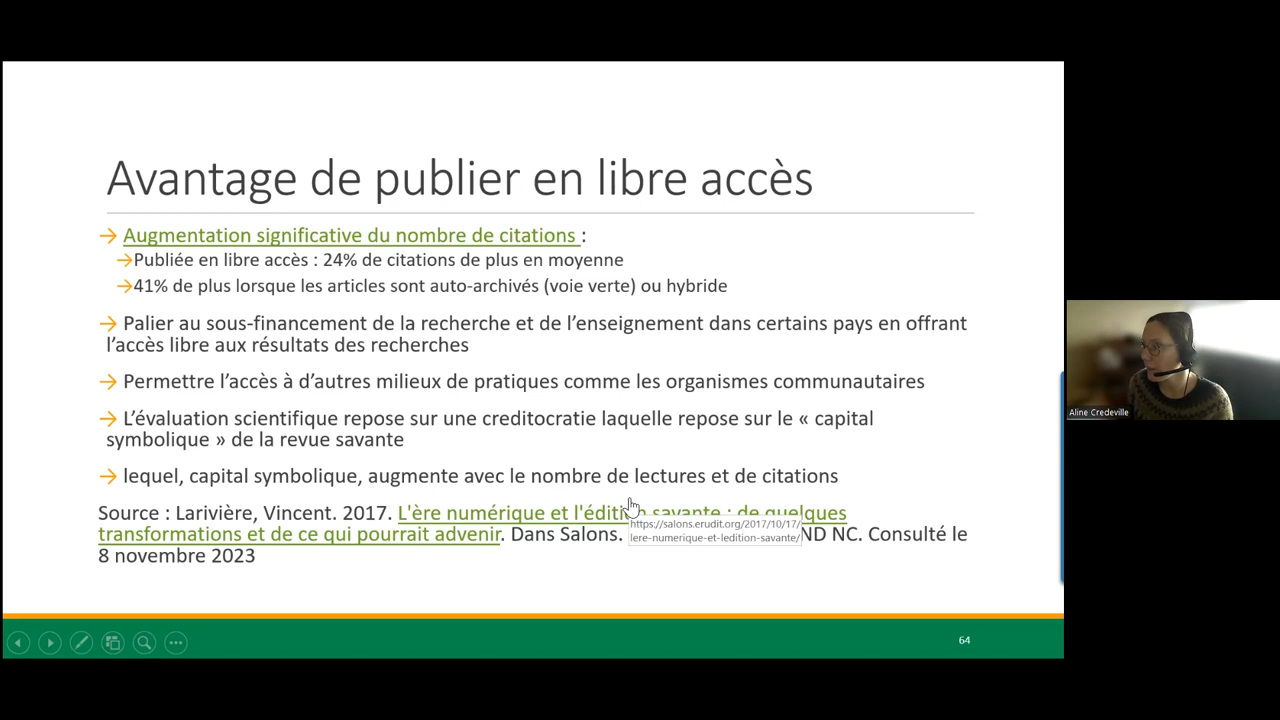 Avantage de publier en libre accès
→ Augmentation significative du nombre de citations :
→Publiée en libre accès : 24% de citations de plus en moyenne
→41% de plus lorsque les articles sont auto-archivés (voie verte) ou hybride
→ Palier au sous-financement de la recherche et de l’enseignement dans certains pays en offrant
l’accès libre aux résultats des recherches
→ Permettre l’accès à d’autres milieux de pratiques comme les organismes communautaires
→ L’évaluation scientifique repose sur une creditocratie laquelle repose sur le « capital
symbolique » de la revue savante
→ lequel, capital symbolique, augmente avec le nombre de lectures et de citations
Source : Larivière, Vincent. 2017. L'ère numérique et l'édition savante : de quelques
transformations et de ce qui pourrait advenir. Dans Salons. ND NC. Consulté le
8 novembre 2023
https://salons.erudit.org/2017/10/17/
lere-numerique-et-ledition-savante/
64
Aline Credeville